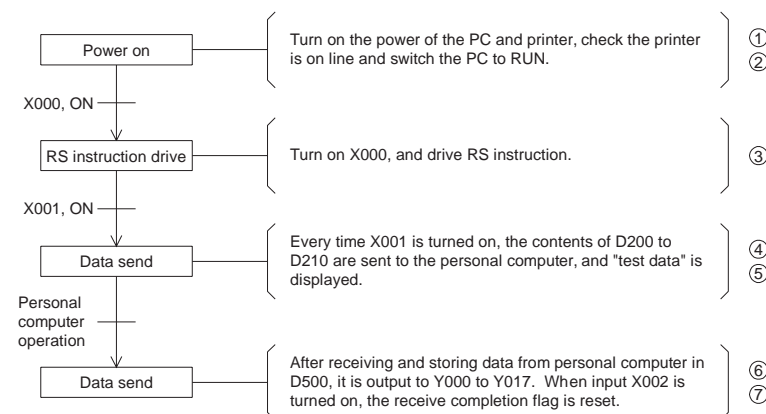 Power on
Turn on the power of the PC and printer, check the printer
is on line and switch the PC to RUN.
①
②
X000, ON
RS instruction drive
Turn on X000, and drive RS instruction.
③
X001, ON
Data send
Every time X001 is turned on, the contents of D200 to
D210 are sent to the personal computer, and "test data" is
displayed.
④
⑤
Personal
computer
operation
Data send
After receiving and storing data from personal computer in
D500, it is output to Y000 to Y017. When input X002 is
turned on, the receive completion flag is reset.
⑥
⑦